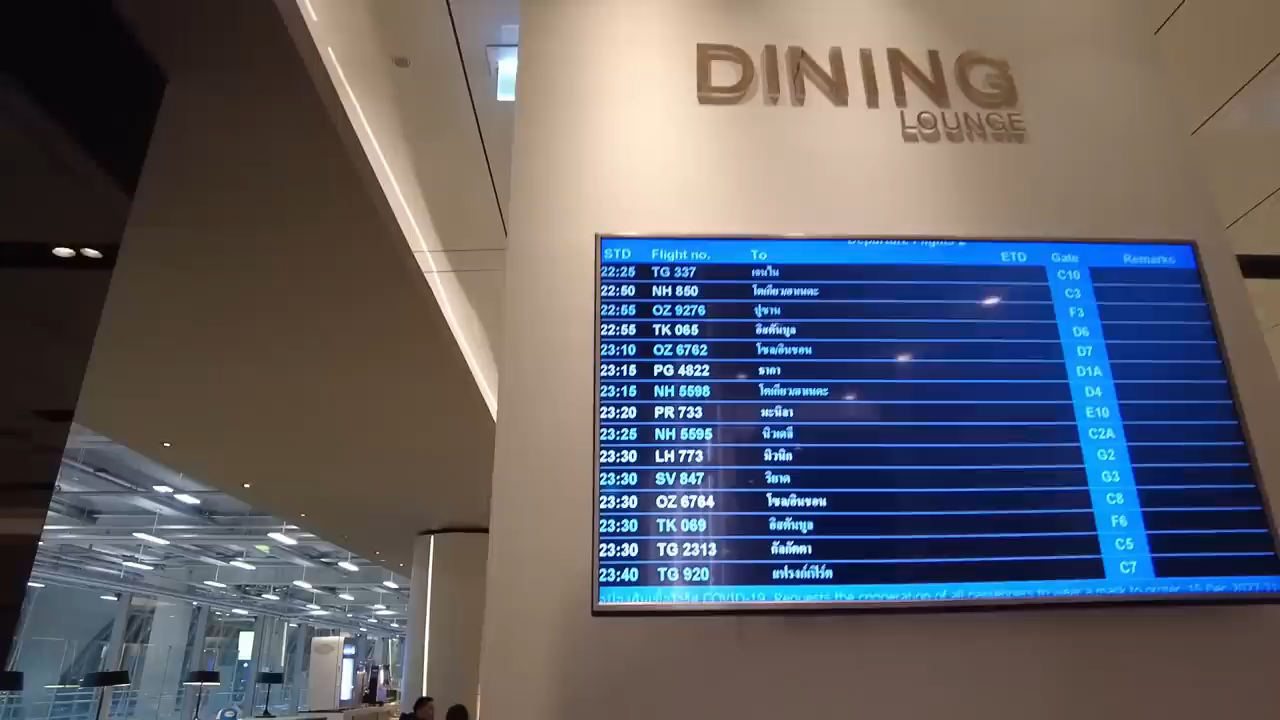 DINING
LOUNGE
Departure Flights 2
STD Flight no. To ETD Gate Remarks
22:25 TG 337 เชนไน C10
22:50 NH 850 โตเกียว/ฮาเนดะ C3
22:55 OZ 9276 ปูซาน F3
22:55 TK 065 อิสตันบูล D6
23:10 OZ 6762 โซล/อินชอน D7
23:15 PG 4822 ธากา D1A
23:15 NH 5598 โตเกียว/ฮาเนดะ D4
23:20 PR 733 มะนิลา E10
23:25 NH 5595 นิวเดลี C2A
23:30 LH 773 มิวนิค G2
23:30 SV 847 ริยาด G3
23:30 OZ 6764 โซล/อินชอน C8
23:30 TK 069 อิสตันบูล F6
23:30 TG 2313 กัลกัตตา C5
23:40 TG 920 แฟรงก์เฟิร์ต C7
COVID-19. Requests the cooperation of all passengers to wear a mask to